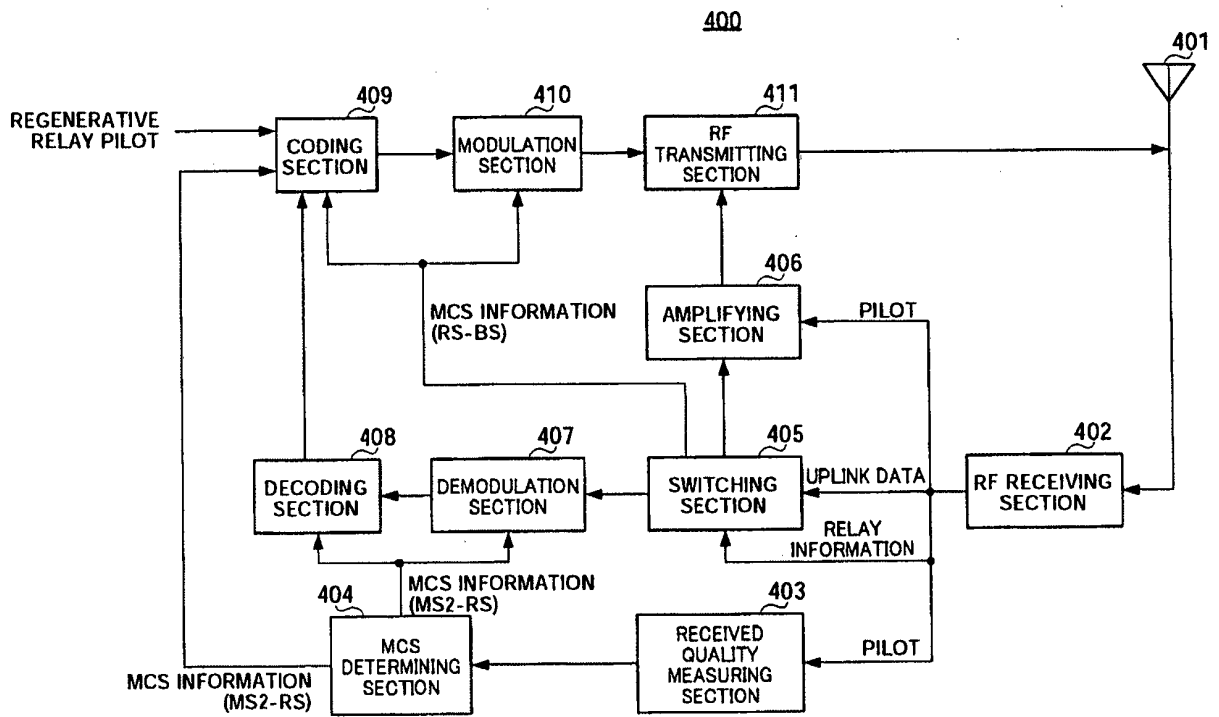 400
401
409
410
411
REGENERATIVE
RELAY PILOT
CODING
SECTION
MODULATION
SECTION
RF
TRANSMITTING
SECTION
406
MCS INFORMATION
(RS-BS)
AMPLIFYING
SECTION
PILOT
408
407
405
402
DECODING
SECTION
DEMODULATION
SECTION
SWITCHING
SECTION
UPLINK DATA
RF RECEIVING
SECTION
RELAY
INFORMATION
MCS INFORMATION
(MS2-RS)
404
403
MCS
DETERMINING
SECTION
RECEIVED
QUALITY
MEASURING
SECTION
PILOT
MCS INFORMATION
(MS2-RS)